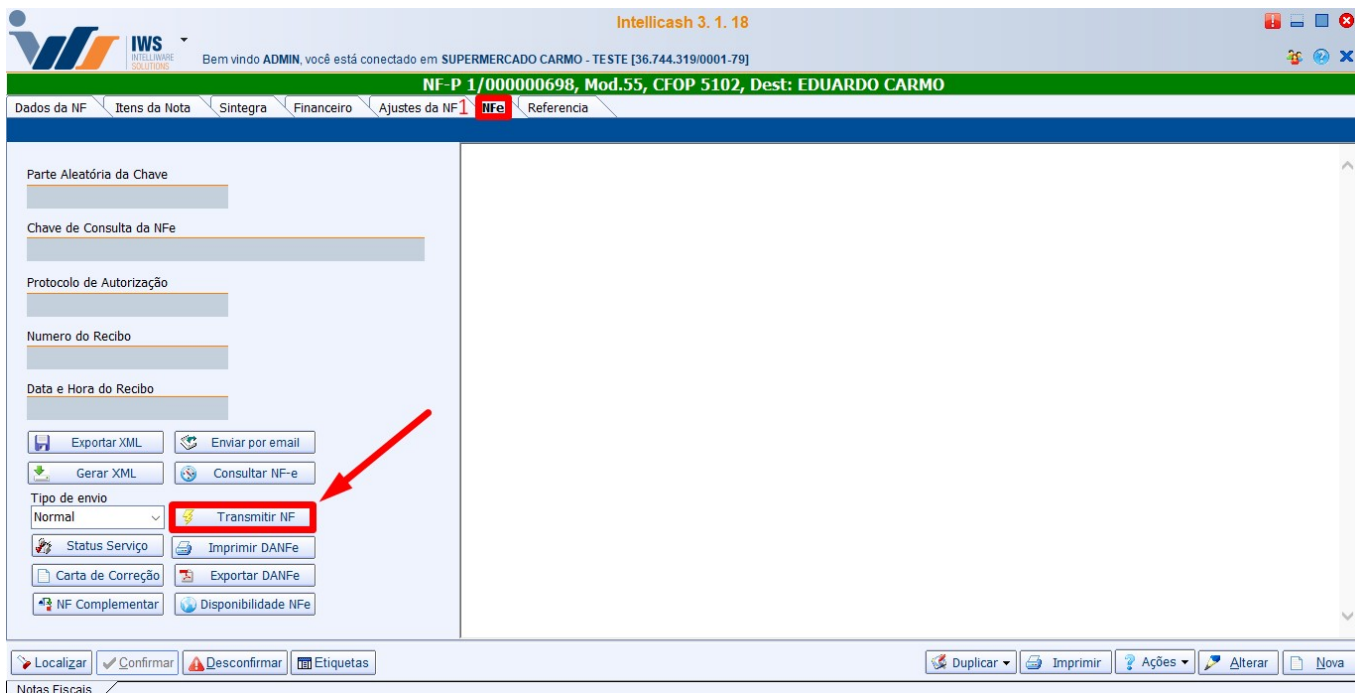 Intellicash 3. 1. 18
IWS
INTELLIWARE
SOLUTIONS
Bem vindo ADMIN, você está conectado em SUPERMERCADO CARMO - TESTE [36.744.319/0001-79]
NF-P 1/000000698, Mod.55, CFOP 5102, Dest: EDUARDO CARMO
Dados da NF Itens da Nota Sintegra Financeiro Ajustes da NF 1 NFe Referencia
Parte Aleatória da Chave
Chave de Consulta da NFe
Protocolo de Autorização
Numero do Recibo
Data e Hora do Recibo
Exportar XML Enviar por email
Gerar XML Consultar NF-e
Tipo de envio
Normal Transmitir NF
Status Serviço Imprimir DANFe
Carta de Correção Exportar DANFe
NF Complementar Disponibilidade NFe
Localizar Confirmar Desconfirmar Etiquetas Duplicar Imprimir Ações Alterar Nova
Notas Fiscais